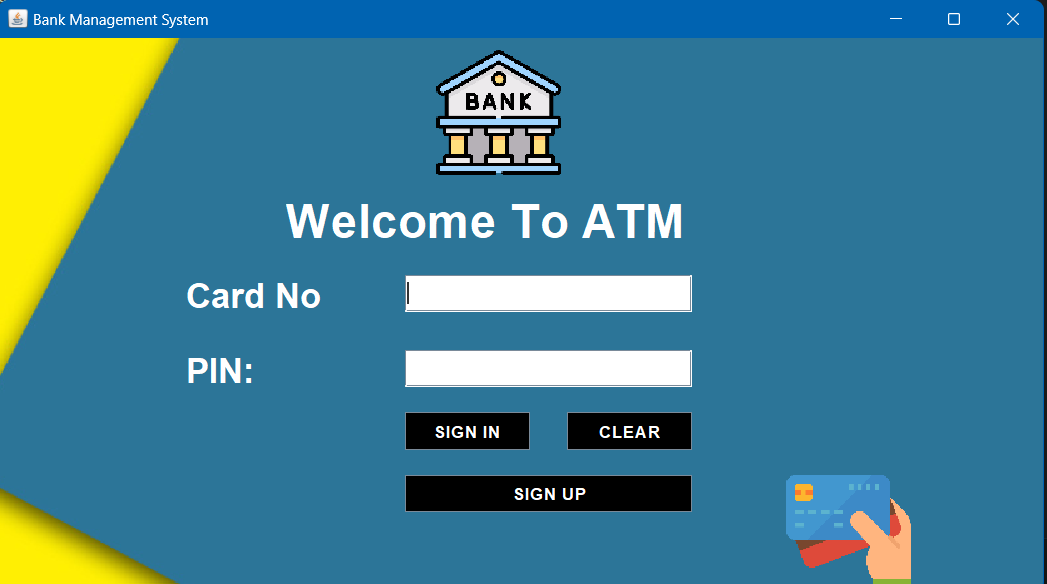 Bank Management System
BANK
Welcome To ATM
Card No
PIN:
SIGN IN
CLEAR
SIGN UP